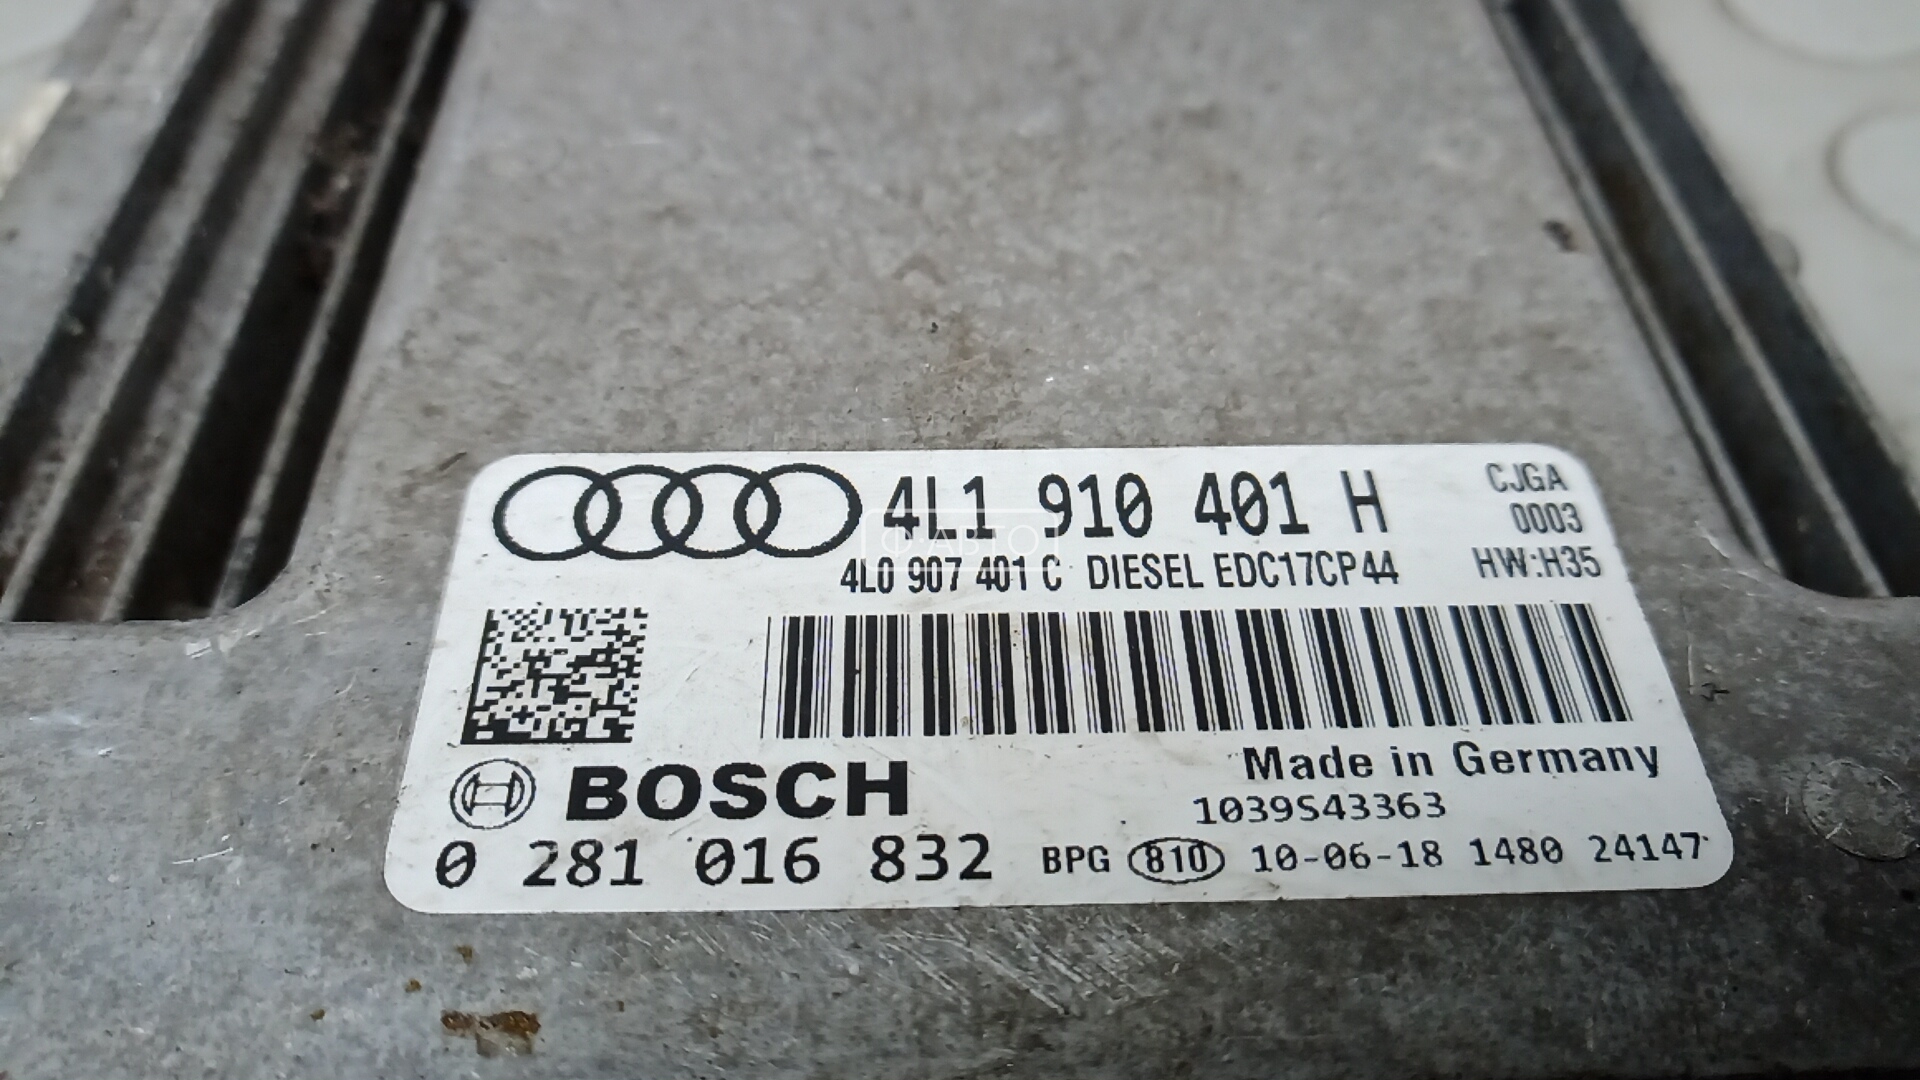 4L1 910 401 H
CJGA
0003
4L0 907 401 C DIESEL EDC17CP44
HW:H35
Ф-АВТО
BOSCH
Made in Germany
1039S43363
0 281 016 832
BPG 810 10-06-18 1480 24147